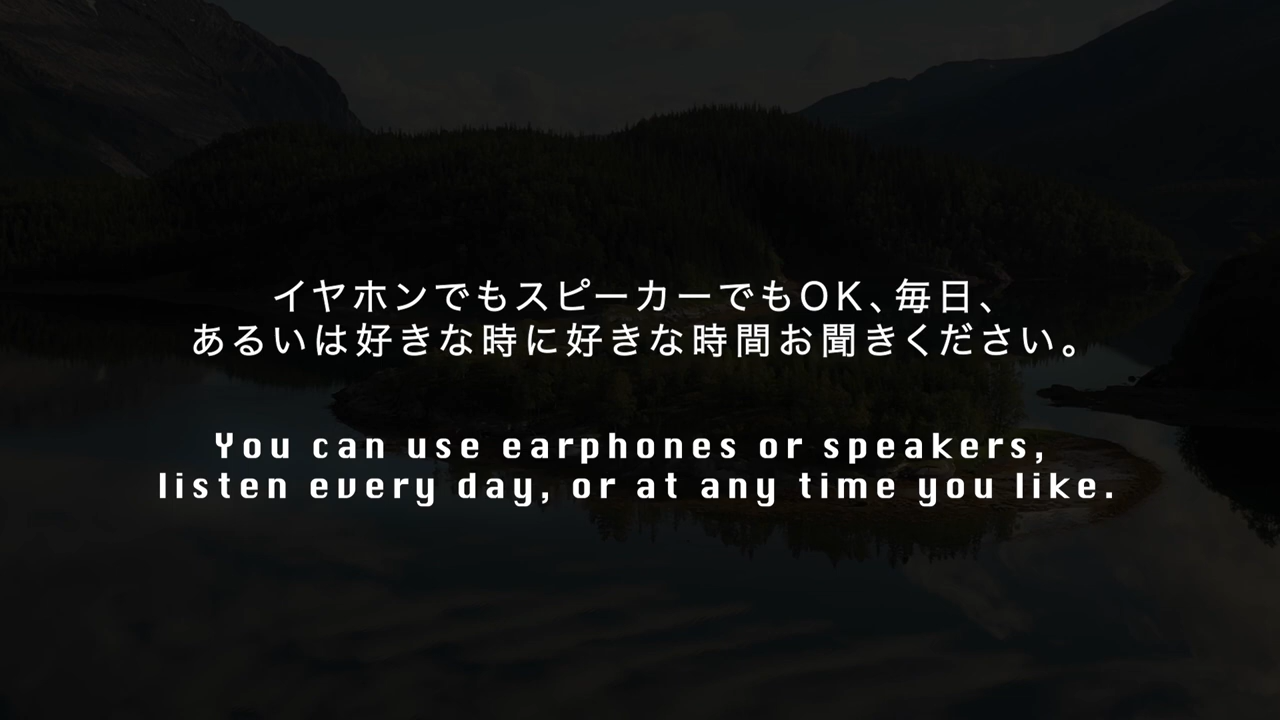 イヤホンでもスピーカーでもOK、毎日、
あるいは好きな時に好きな時間お聞きください。
You can use earphones or speakers,
listen every day, or at any time you like.